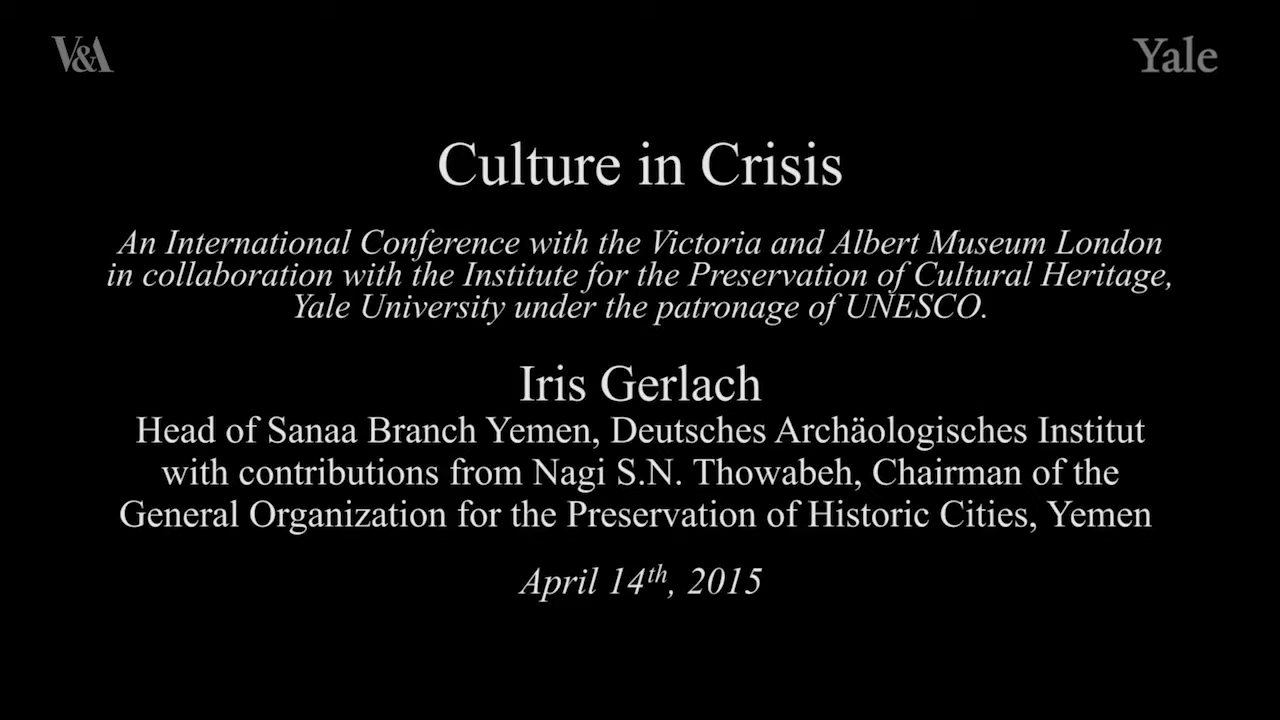 V&A
Yale
Culture in Crisis
An International Conference with the Victoria and Albert Museum London
in collaboration with the Institute for the Preservation of Cultural Heritage,
Yale University under the patronage of UNESCO.
Iris Gerlach
Head of Sanaa Branch Yemen, Deutsches Archäologisches Institut
with contributions from Nagi S.N. Thowabeh, Chairman of the
General Organization for the Preservation of Historic Cities, Yemen
April 14th, 2015